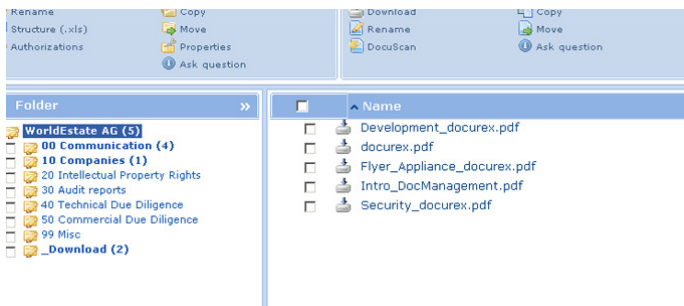 Rename
Copy
Structure (.xls)
Move
Authorizations
Properties
Ask question
Download
Copy
Rename
Move
DocuScan
Ask question
Folder »
WorldEstate AG (5)
00 Communication (4)
10 Companies (1)
20 Intellectual Property Rights
30 Audit reports
40 Technical Due Diligence
50 Commercial Due Diligence
99 Misc
_Download (2)
Name
Development_docurex.pdf
docurex.pdf
Flyer_Appliance_docurex.pdf
Intro_DocManagement.pdf
Security_docurex.pdf